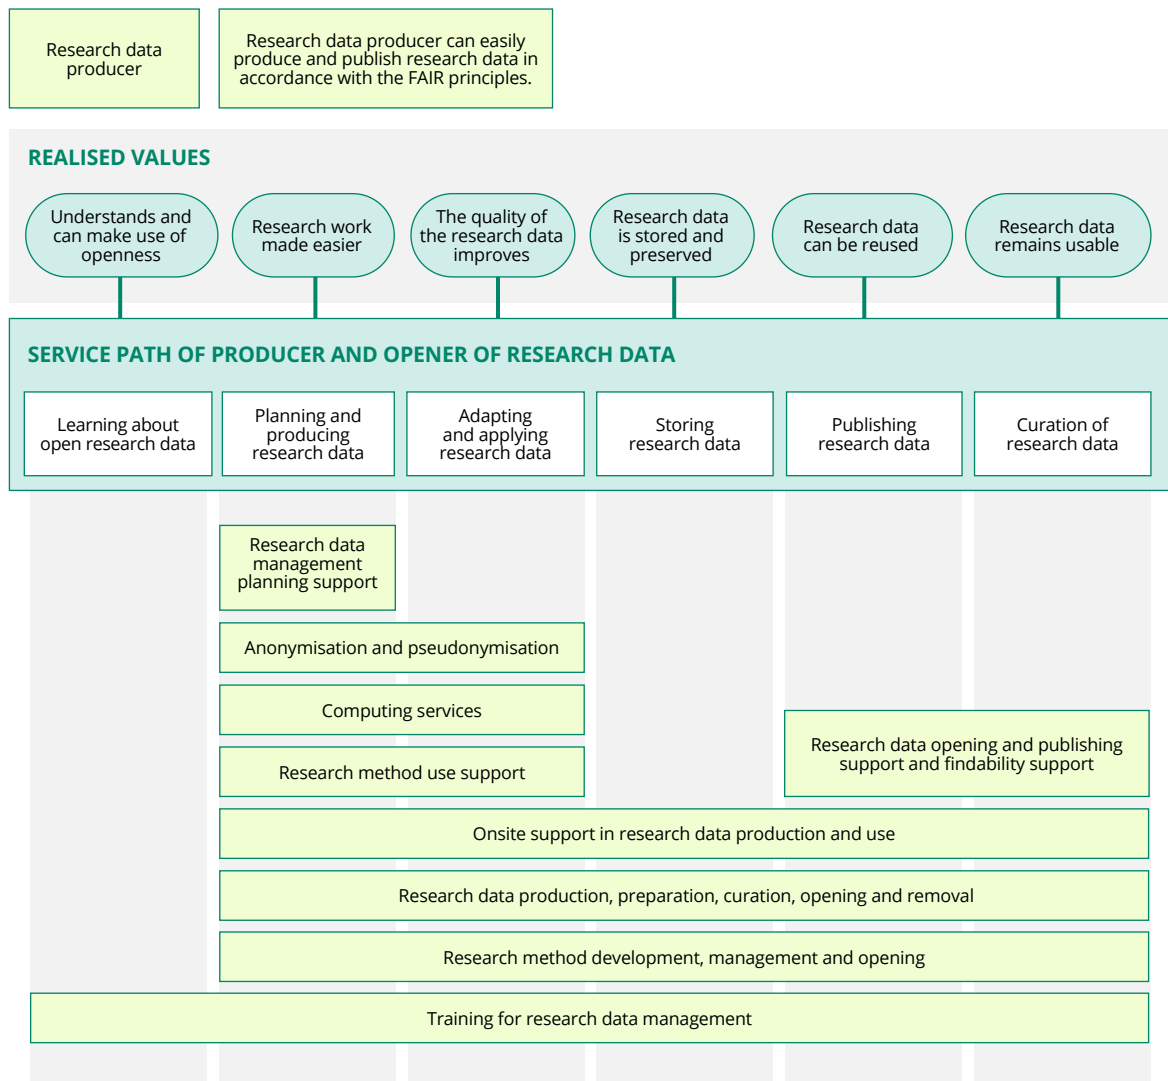 Research data
producer
Research data producer can easily
produce and publish research data in
accordance with the FAIR principles.
REALISED VALUES
Understands and
can make use of
openness
Research work
made easier
The quality of
the research data
improves
Research data
is stored and
preserved
Research data
can be reused
Research data
remains usable
SERVICE PATH OF PRODUCER AND OPENER OF RESEARCH DATA
Learning about
open research data
Planning and
producing
research data
Adapting
and applying
research data
Storing
research data
Publishing
research data
Curation of
research data
Research data
management
planning support
Anonymisation and pseudonymisation
Computing services
Research method use support
Research data opening and publishing
support and findability support
Onsite support in research data production and use
Research data production, preparation, curation, opening and removal
Research method development, management and opening
Training for research data management